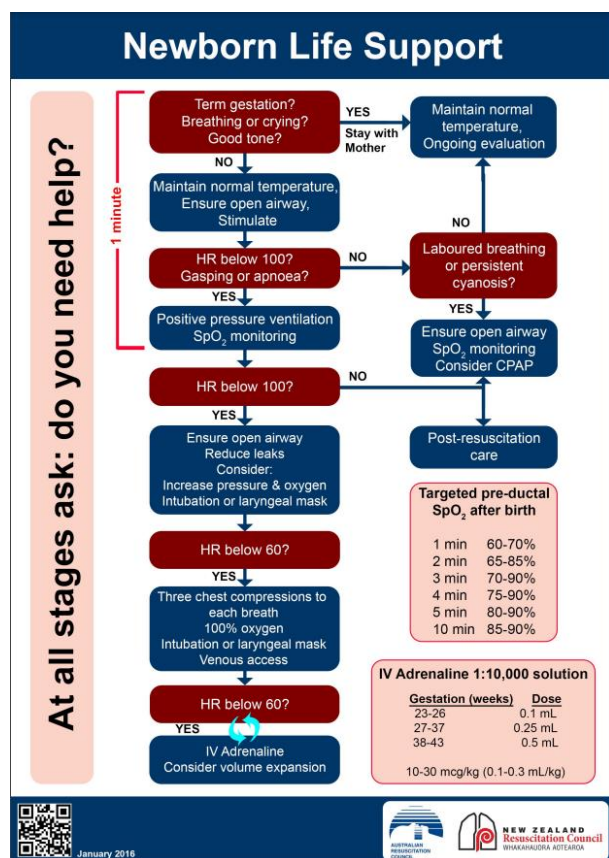 Newborn Life Support
At all stages ask: do you need help?
1 minute
Term gestation?
Breathing or crying?
Good tone?
YES
Stay with
Mother
Maintain normal
temperature,
Ongoing evaluation
NO
Maintain normal temperature,
Ensure open airway,
Stimulate
NO
HR below 100?
Gasping or apnoea?
NO
Laboured breathing
or persistent
cyanosis?
YES
YES
Positive pressure ventilation
SpO₂ monitoring
Ensure open airway
SpO₂ monitoring
Consider CPAP
HR below 100?
NO
YES
Ensure open airway
Reduce leaks
Consider:
Increase pressure & oxygen
Intubation or laryngeal mask
Post-resuscitation
care
HR below 60?
YES
Three chest compressions to
each breath
100% oxygen
Intubation or laryngeal mask
Venous access
HR below 60?
YES
IV Adrenaline
Consider volume expansion
Targeted pre-ductal
SpO₂ after birth
1 min 60-70%
2 min 65-85%
3 min 70-90%
4 min 75-90%
5 min 80-90%
10 min 85-90%
IV Adrenaline 1:10,000 solution
Gestation (weeks) Dose
23-26 0.1 mL
27-37 0.25 mL
38-43 0.5 mL
10-30 mcg/kg (0.1-0.3 mL/kg)
January 2016
AUSTRALIAN
RESUSCITATION
COUNCIL
NEW ZEALAND
Resuscitation Council
WHAKAHAUORA AOTEAROA